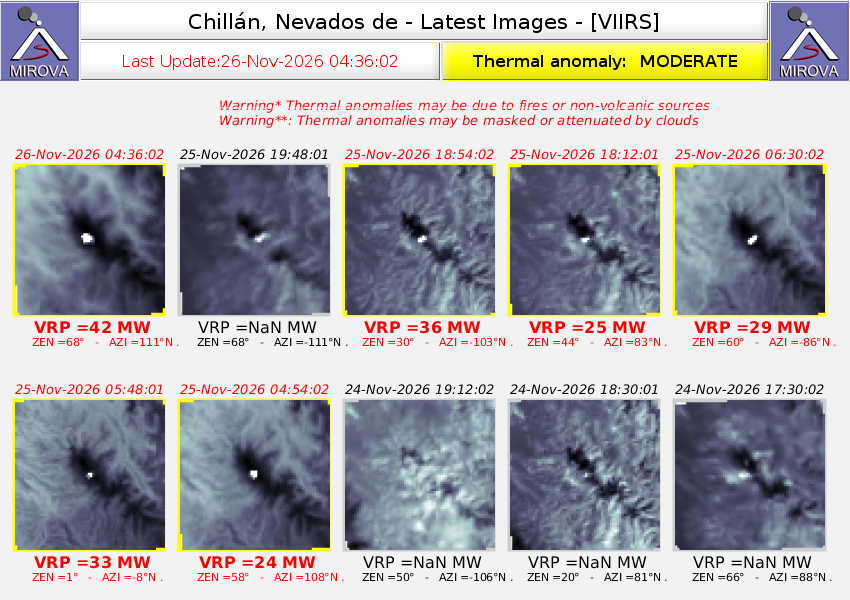 Chillán, Nevados de - Latest Images - [VIIRS]
MIROVA
Last Update:26-Nov-2026 04:36:02
Thermal anomaly: MODERATE
MIROVA
Warning* Thermal anomalies may be due to fires or non-volcanic sources
Warning**: Thermal anomalies may be masked or attenuated by clouds
26-Nov-2026 04:36:02 25-Nov-2026 19:48:01 25-Nov-2026 18:54:02 25-Nov-2026 18:12:01 25-Nov-2026 06:30:02
VRP =42 MW VRP =NaN MW VRP =36 MW VRP =25 MW VRP =29 MW
ZEN =68° - AZI =111°N . ZEN =68° - AZI =-111°N . ZEN =30° - AZI =-103°N . ZEN =44° - AZI =83°N . ZEN =60° - AZI =-86°N .
25-Nov-2026 05:48:01 25-Nov-2026 04:54:02 24-Nov-2026 19:12:02 24-Nov-2026 18:30:01 24-Nov-2026 17:30:02
VRP =33 MW VRP =24 MW VRP =NaN MW VRP =NaN MW VRP =NaN MW
ZEN =1° - AZI =-8°N . ZEN =58° - AZI =108°N . ZEN =50° - AZI =-106°N . ZEN =20° - AZI =81°N . ZEN =66° - AZI =88°N .